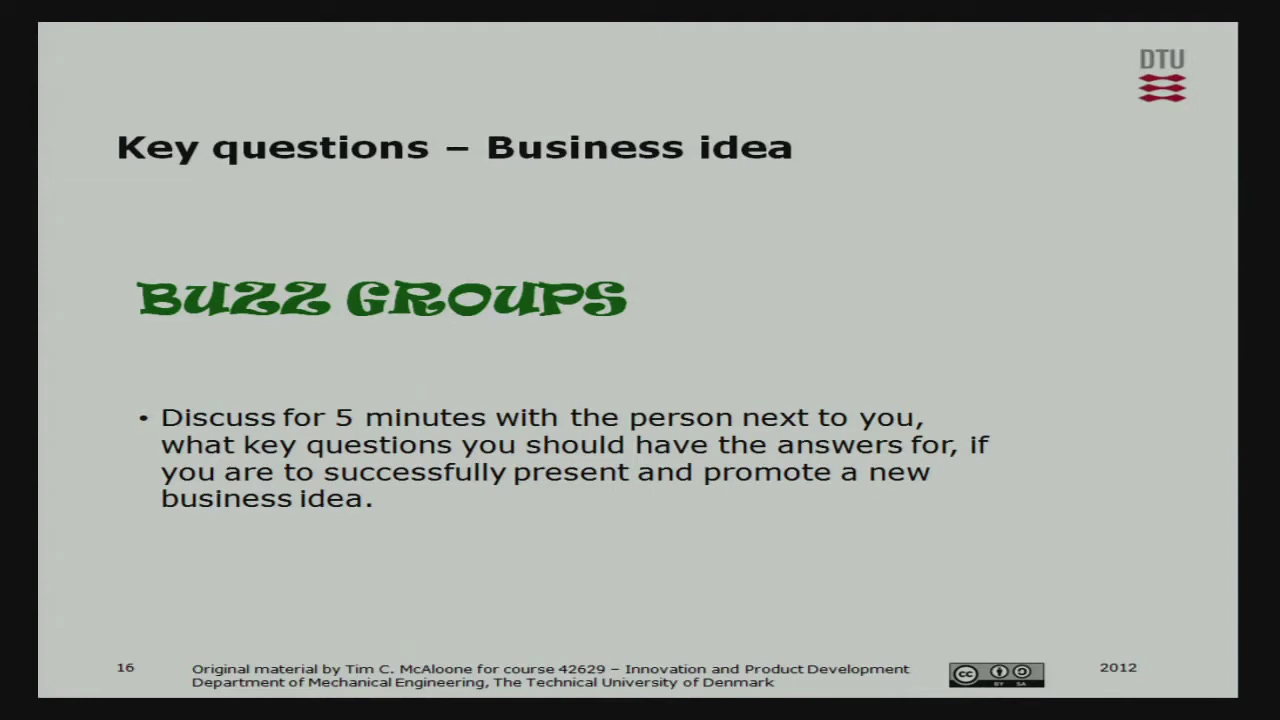 DTU
Key questions – Business idea
BUZZ GROUPS
• Discuss for 5 minutes with the person next to you,
what key questions you should have the answers for, if
you are to successfully present and promote a new
business idea.
16
Original material by Tim C. McAloone for course 42629 – Innovation and Product Development
Department of Mechanical Engineering, The Technical University of Denmark
cc
BY SA
2012